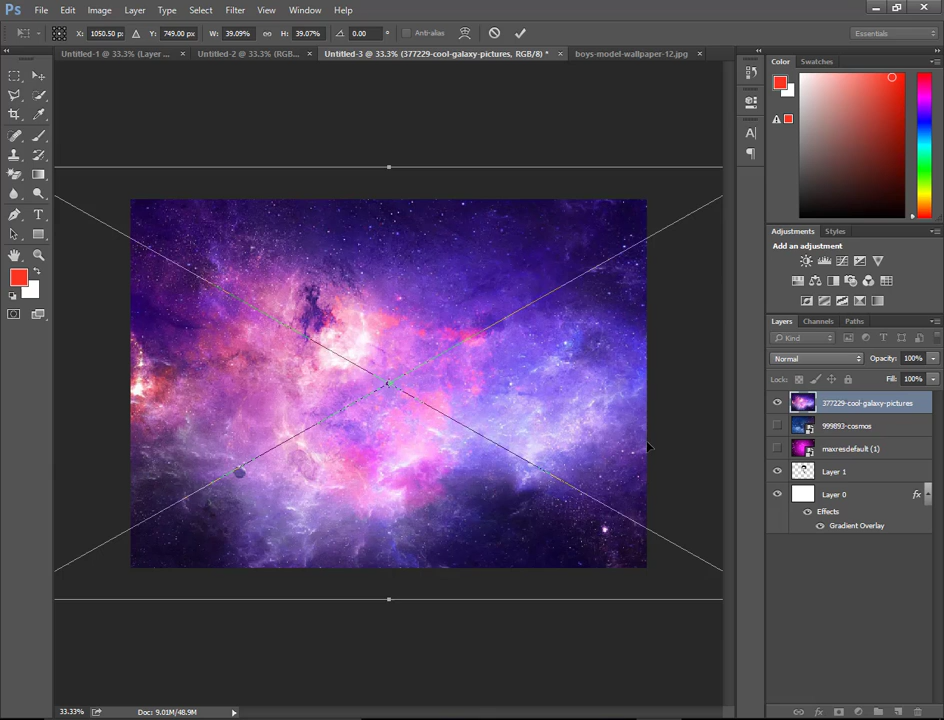 Ps File Edit Image Layer Type Select Filter View Window Help
X: 1050.50 px Y: 749.00 px W: 39.09% H: 39.07% 0.00 ° Anti-alias Essentials
Untitled-1 @ 33.3% (Layer ... × Untitled-2 @ 33.3% (RGB... × Untitled-3 @ 33.3% (377229-cool-galaxy-pictures, RGB/8) * × boys-model-wallpaper-12.jpg ×
Color Swatches
Adjustments Styles
Add an adjustment
Layers Channels Paths
Kind
Normal Opacity: 100%
Lock: Fill: 100%
377229-cool-galaxy-pictures
999893-cosmos
maxresdefault (1)
Layer 1
Layer 0 fx
Effects
Gradient Overlay
33.33% Doc: 9.01M/48.9M